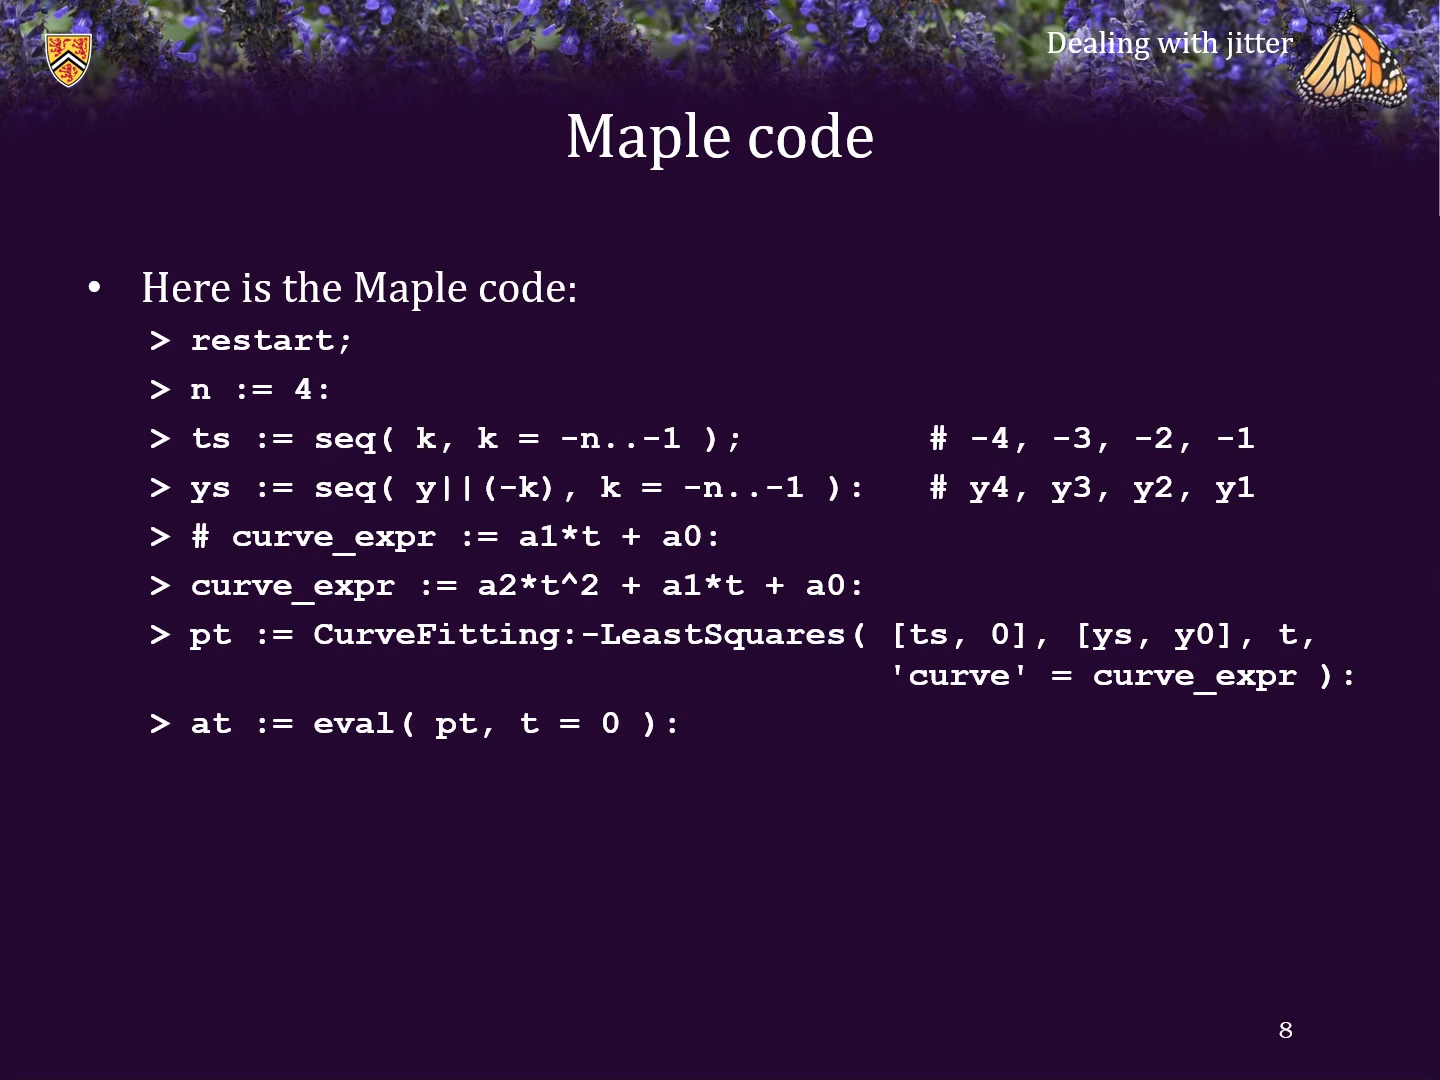 Dealing with jitter
Maple code
• Here is the Maple code:
> restart;
> n := 4:
> ts := seq( k, k = -n..-1 );         # -4, -3, -2, -1
> ys := seq( y||(-k), k = -n..-1 ):   # y4, y3, y2, y1
> # curve_expr := a1*t + a0:
> curve_expr := a2*t^2 + a1*t + a0:
> pt := CurveFitting:-LeastSquares( [ts, 0], [ys, y0], t,
'curve' = curve_expr ):
> at := eval( pt, t = 0 ):
8